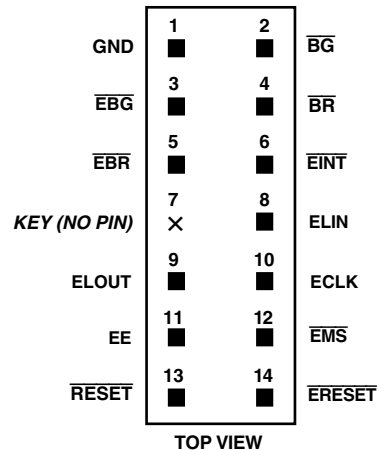 1 2
GND BG
3 4
EBG BR
5 6
EBR EINT
7 8
KEY (NO PIN) × ELIN
9 10
ELOUT ECLK
11 12
EE EMS
13 14
RESET ERESET
TOP VIEW